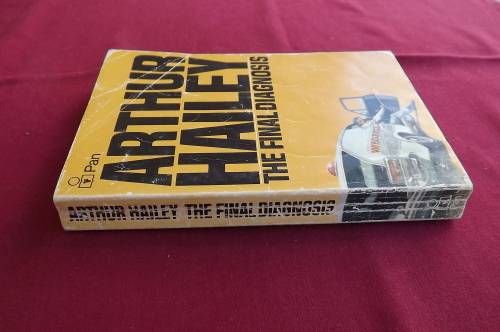 ARTHUR
HAILEY
THE FINAL DIAGNOSIS
Pan
ARTHUR HAILEY THE FINAL DIAGNOSIS